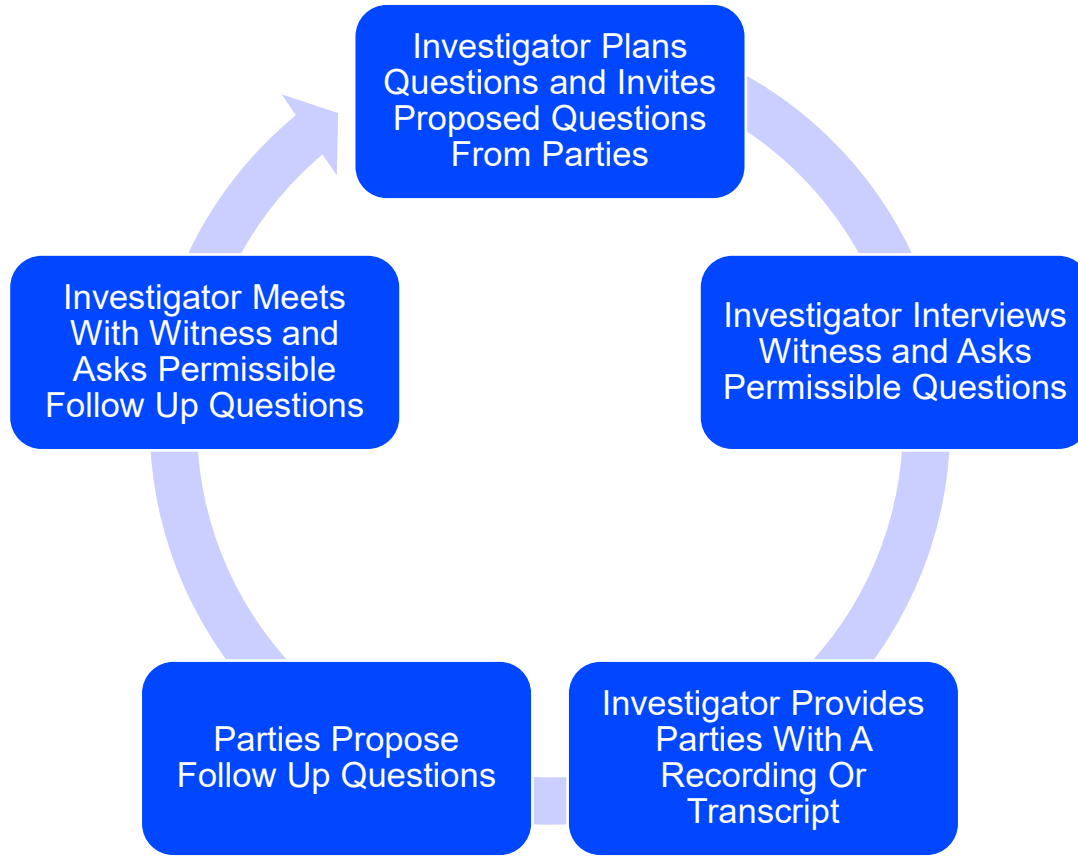 Investigator Plans
Questions and Invites
Proposed Questions
From Parties
Investigator Interviews
Witness and Asks
Permissible Questions
Investigator Provides
Parties With A
Recording Or
Transcript
Parties Propose
Follow Up Questions
Investigator Meets
With Witness and
Asks Permissible
Follow Up Questions